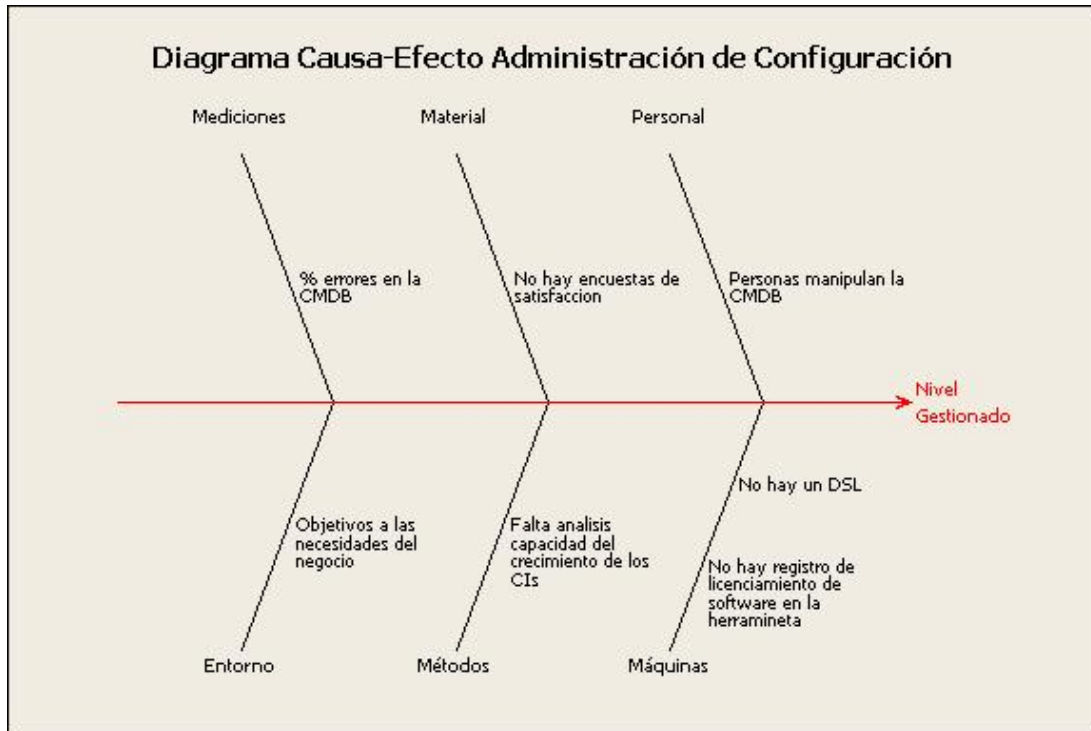 Diagrama Causa-Efecto Administración de Configuración
Mediciones
Material
Personal
% errores en la
CMDB
No hay encuestas de
satisfaccion
Personas manipulan la
CMDB
Nivel
Gestionado
Objetivos a las
necesidades del
negocio
Falta analisis
capacidad del
crecimiento de los
CIs
No hay un DSL
No hay registro de
licenciamiento de
software en la
herramineta
Entorno
Métodos
Máquinas